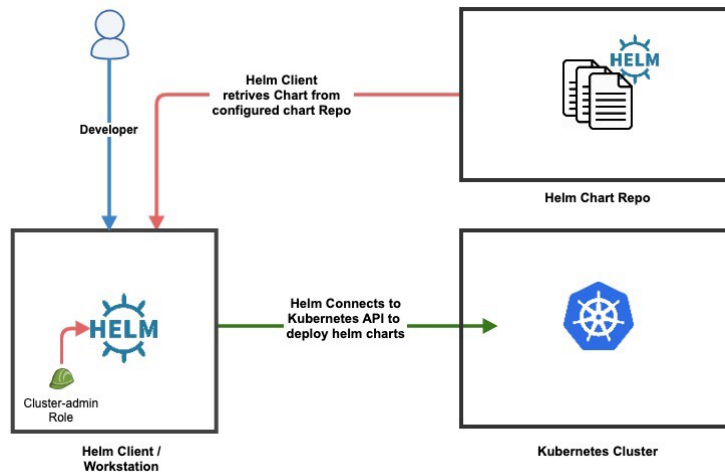 HELM
Helm Client
retrives Chart from
configured chart Repo
Developer
Helm Chart Repo
HELM
Helm Connects to
Kubernetes API to
deploy helm charts
Cluster-admin
Role
Helm Client /
Workstation
Kubernetes Cluster